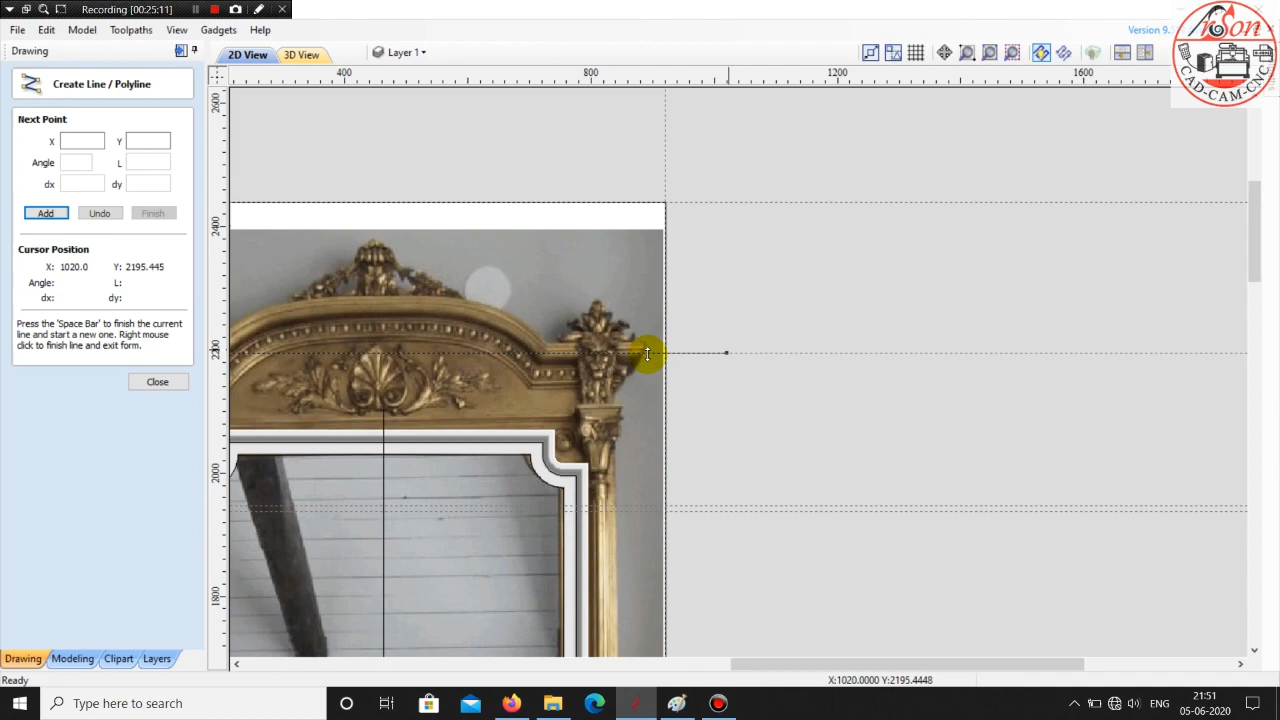 Recording [00:25:11]
File Edit Model Toolpaths View Gadgets Help
Version 9.
Drawing
2D View 3D View Layer 1
Create Line / Polyline
400 800 1200 1600
Next Point
X Y
Angle L
dx dy
Add Undo Finish
Cursor Position
X: 1020.0 Y: 2195.445
Angle: L:
dx: dy:
Press the 'Space Bar' to finish the current
line and start a new one. Right mouse
click to finish line and exit form.
Close
2600
2400
2200
2000
1800
Drawing Modeling Clipart Layers
Ready
X:1020.0000 Y:2195.4448
Type here to search
ENG
21:51
05-06-2020
CAD-CAM-CNC